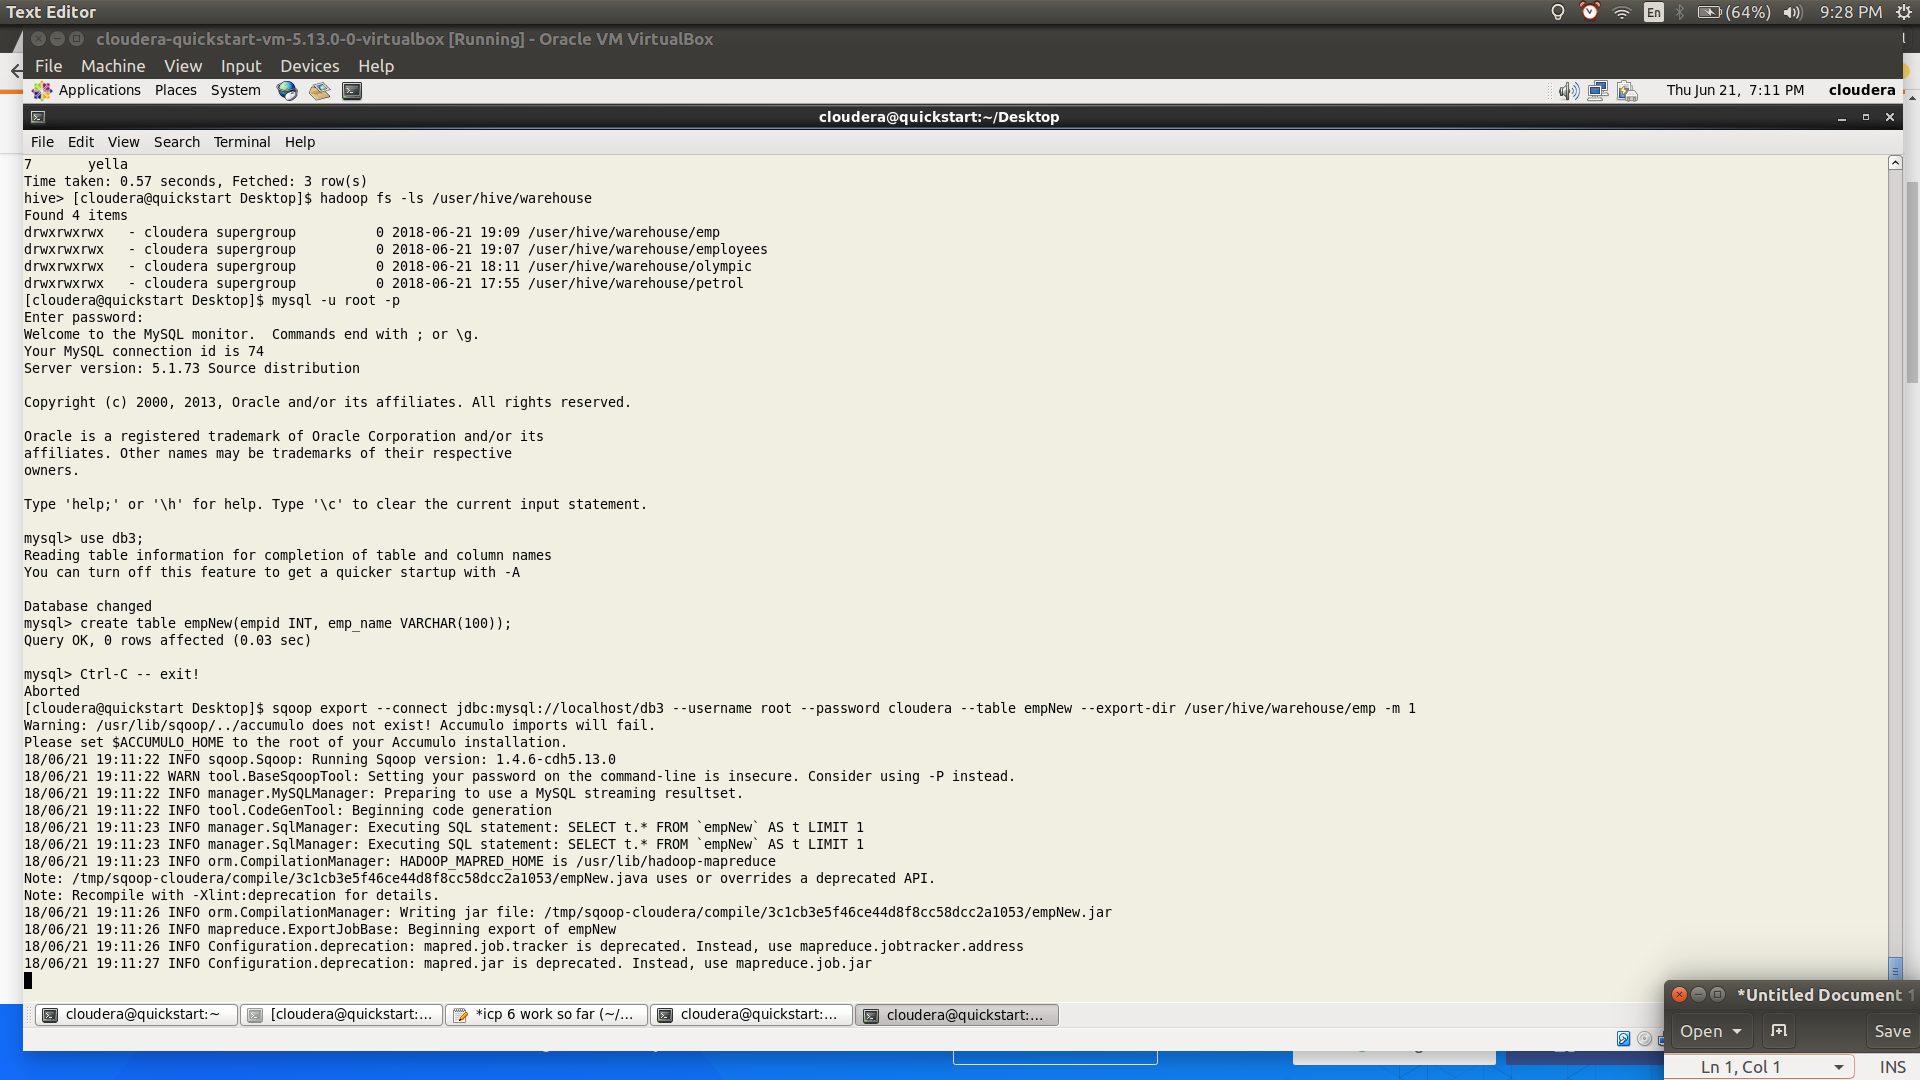 Text Editor
En
(64%)
9:28 PM
cloudera-quickstart-vm-5.13.0-0-virtualbox [Running] - Oracle VM VirtualBox
File Machine View Input Devices Help
Applications Places System
Thu Jun 21, 7:11 PM cloudera
cloudera@quickstart:~/Desktop
File Edit View Search Terminal Help
7       yella
Time taken: 0.57 seconds, Fetched: 3 row(s)
hive> [cloudera@quickstart Desktop]$ hadoop fs -ls /user/hive/warehouse
Found 4 items
drwxrwxrwx   - cloudera supergroup          0 2018-06-21 19:09 /user/hive/warehouse/emp
drwxrwxrwx   - cloudera supergroup          0 2018-06-21 19:07 /user/hive/warehouse/employees
drwxrwxrwx   - cloudera supergroup          0 2018-06-21 18:11 /user/hive/warehouse/olympic
drwxrwxrwx   - cloudera supergroup          0 2018-06-21 17:55 /user/hive/warehouse/petrol
[cloudera@quickstart Desktop]$ mysql -u root -p
Enter password:
Welcome to the MySQL monitor.  Commands end with ; or \g.
Your MySQL connection id is 74
Server version: 5.1.73 Source distribution
Copyright (c) 2000, 2013, Oracle and/or its affiliates. All rights reserved.
Oracle is a registered trademark of Oracle Corporation and/or its
affiliates. Other names may be trademarks of their respective
owners.
Type 'help;' or '\h' for help. Type '\c' to clear the current input statement.
mysql> use db3;
Reading table information for completion of table and column names
You can turn off this feature to get a quicker startup with -A
Database changed
mysql> create table empNew(empid INT, emp_name VARCHAR(100));
Query OK, 0 rows affected (0.03 sec)
mysql> Ctrl-C -- exit!
Aborted
[cloudera@quickstart Desktop]$ sqoop export --connect jdbc:mysql://localhost/db3 --username root --password cloudera --table empNew --export-dir /user/hive/warehouse/emp -m 1
Warning: /usr/lib/sqoop/../accumulo does not exist! Accumulo imports will fail.
Please set $ACCUMULO_HOME to the root of your Accumulo installation.
18/06/21 19:11:22 INFO sqoop.Sqoop: Running Sqoop version: 1.4.6-cdh5.13.0
18/06/21 19:11:22 WARN tool.BaseSqoopTool: Setting your password on the command-line is insecure. Consider using -P instead.
18/06/21 19:11:22 INFO manager.MySQLManager: Preparing to use a MySQL streaming resultset.
18/06/21 19:11:22 INFO tool.CodeGenTool: Beginning code generation
18/06/21 19:11:23 INFO manager.SqlManager: Executing SQL statement: SELECT t.* FROM `empNew` AS t LIMIT 1
18/06/21 19:11:23 INFO manager.SqlManager: Executing SQL statement: SELECT t.* FROM `empNew` AS t LIMIT 1
18/06/21 19:11:23 INFO orm.CompilationManager: HADOOP_MAPRED_HOME is /usr/lib/hadoop-mapreduce
Note: /tmp/sqoop-cloudera/compile/3c1cb3e5f46ce44d8f8cc58dcc2a1053/empNew.java uses or overrides a deprecated API.
Note: Recompile with -Xlint:deprecation for details.
18/06/21 19:11:26 INFO orm.CompilationManager: Writing jar file: /tmp/sqoop-cloudera/compile/3c1cb3e5f46ce44d8f8cc58dcc2a1053/empNew.jar
18/06/21 19:11:26 INFO mapreduce.ExportJobBase: Beginning export of empNew
18/06/21 19:11:26 INFO Configuration.deprecation: mapred.job.tracker is deprecated. Instead, use mapreduce.jobtracker.address
18/06/21 19:11:27 INFO Configuration.deprecation: mapred.jar is deprecated. Instead, use mapreduce.job.jar
cloudera@quickstart:~
[cloudera@quickstart:...
*icp 6 work so far (~/...
cloudera@quickstart:...
cloudera@quickstart:...
*Untitled Document 1
Open
Save
Ln 1, Col 1
INS